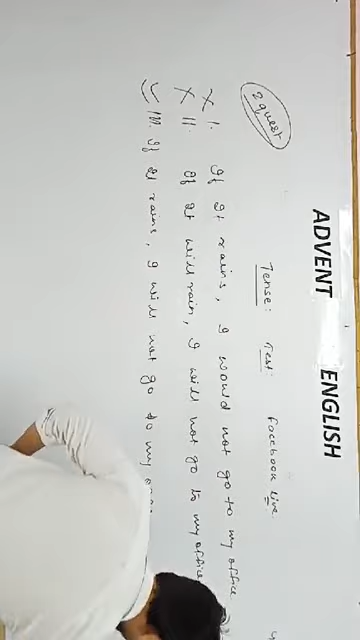 ADVENT ENGLISH
Tense: Test: Facebook Live
2 quest
X I. If It rains, I would not go to my office
X II. If It will rain, I will not go to my office
✓ III. If It rains, I will not go to my